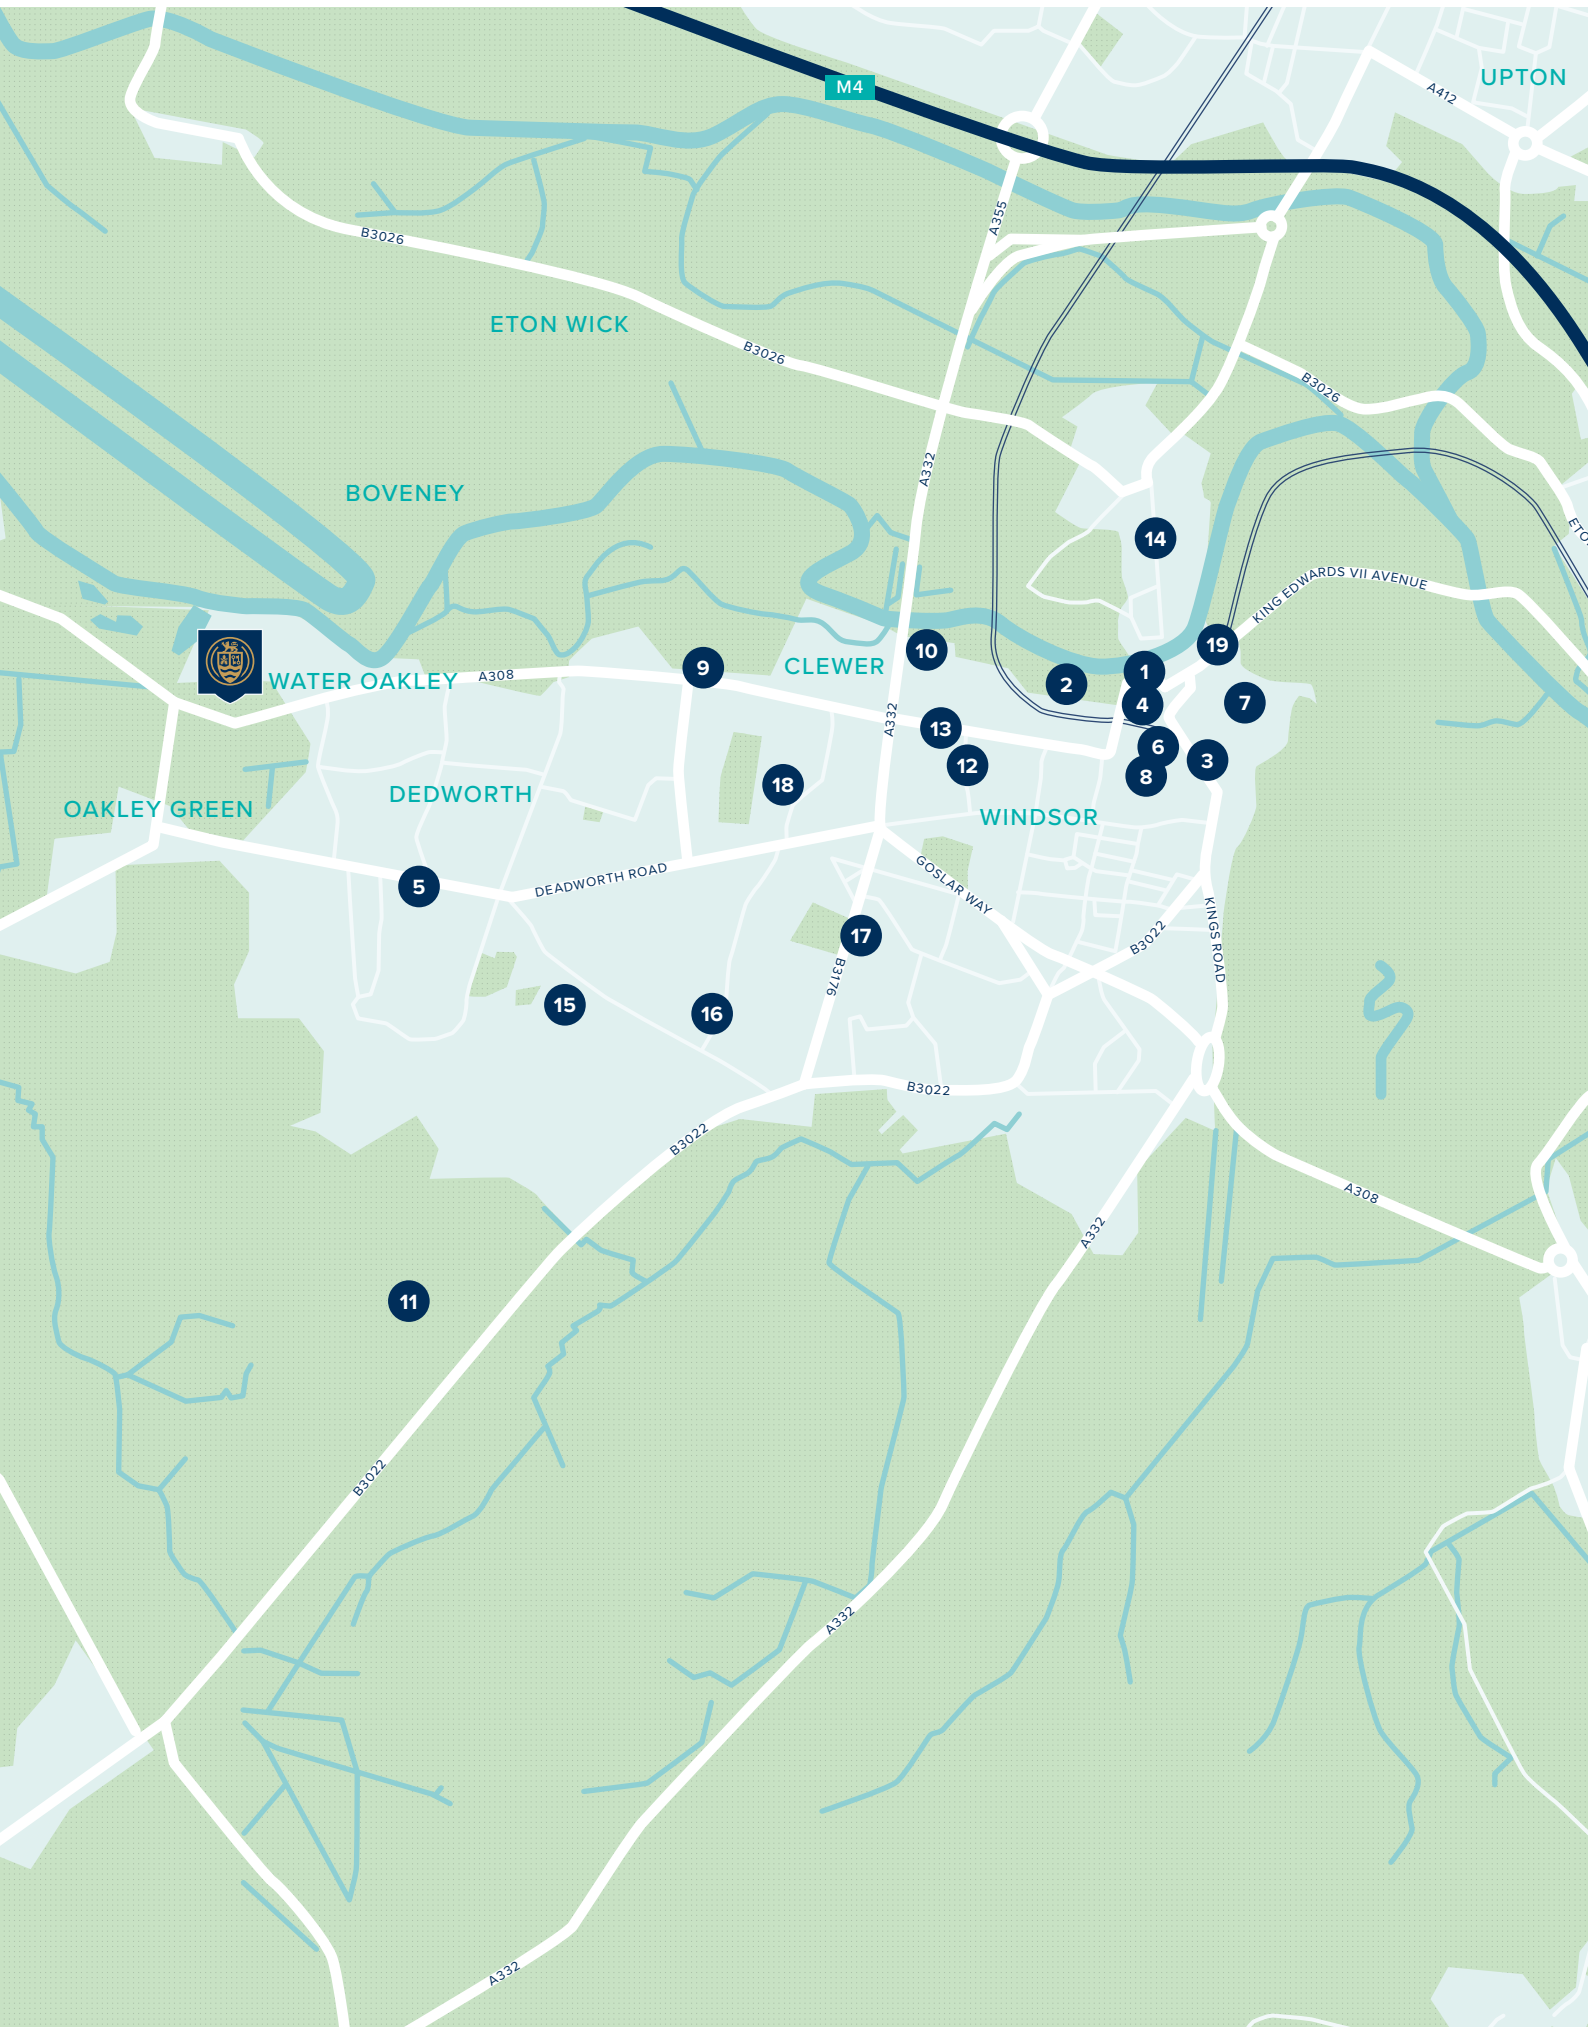 UPTON
A412
M4
A355
B3026
ETON WICK
B3026
B3026
A332
BOVENEY
14
KING EDWARDS VII AVENUE
19
10
9
CLEWER
1
2
WATER OAKLEY
A308
4
7
A332
13
6
3
12
8
18
DEDWORTH
OAKLEY GREEN
WINDSOR
5
DEADWORTH ROAD
GOSLAR WAY
17
B3022
KINGS ROAD
B3176
15
16
B3022
B3022
A308
A332
11
B3022
A332
A332